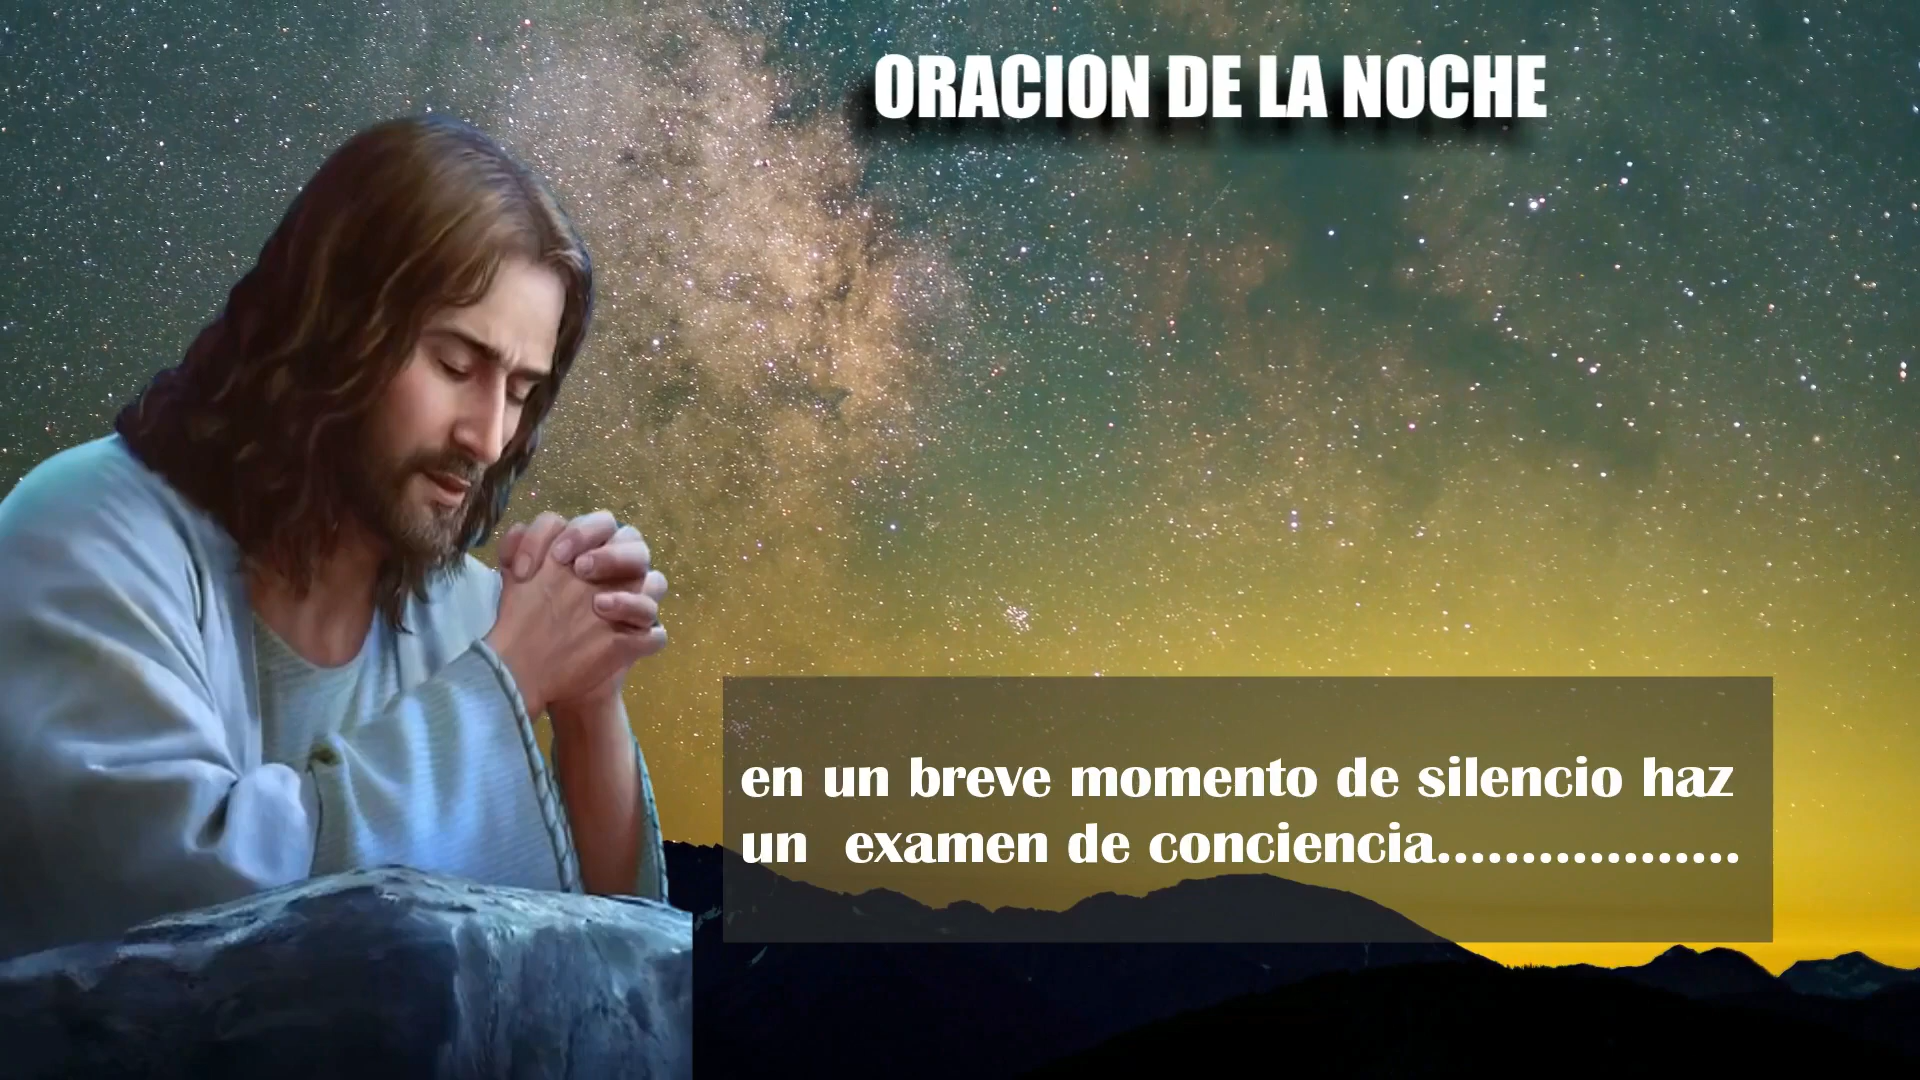 ORACION DE LA NOCHE
en un breve momento de silencio haz
un  examen de conciencia..................